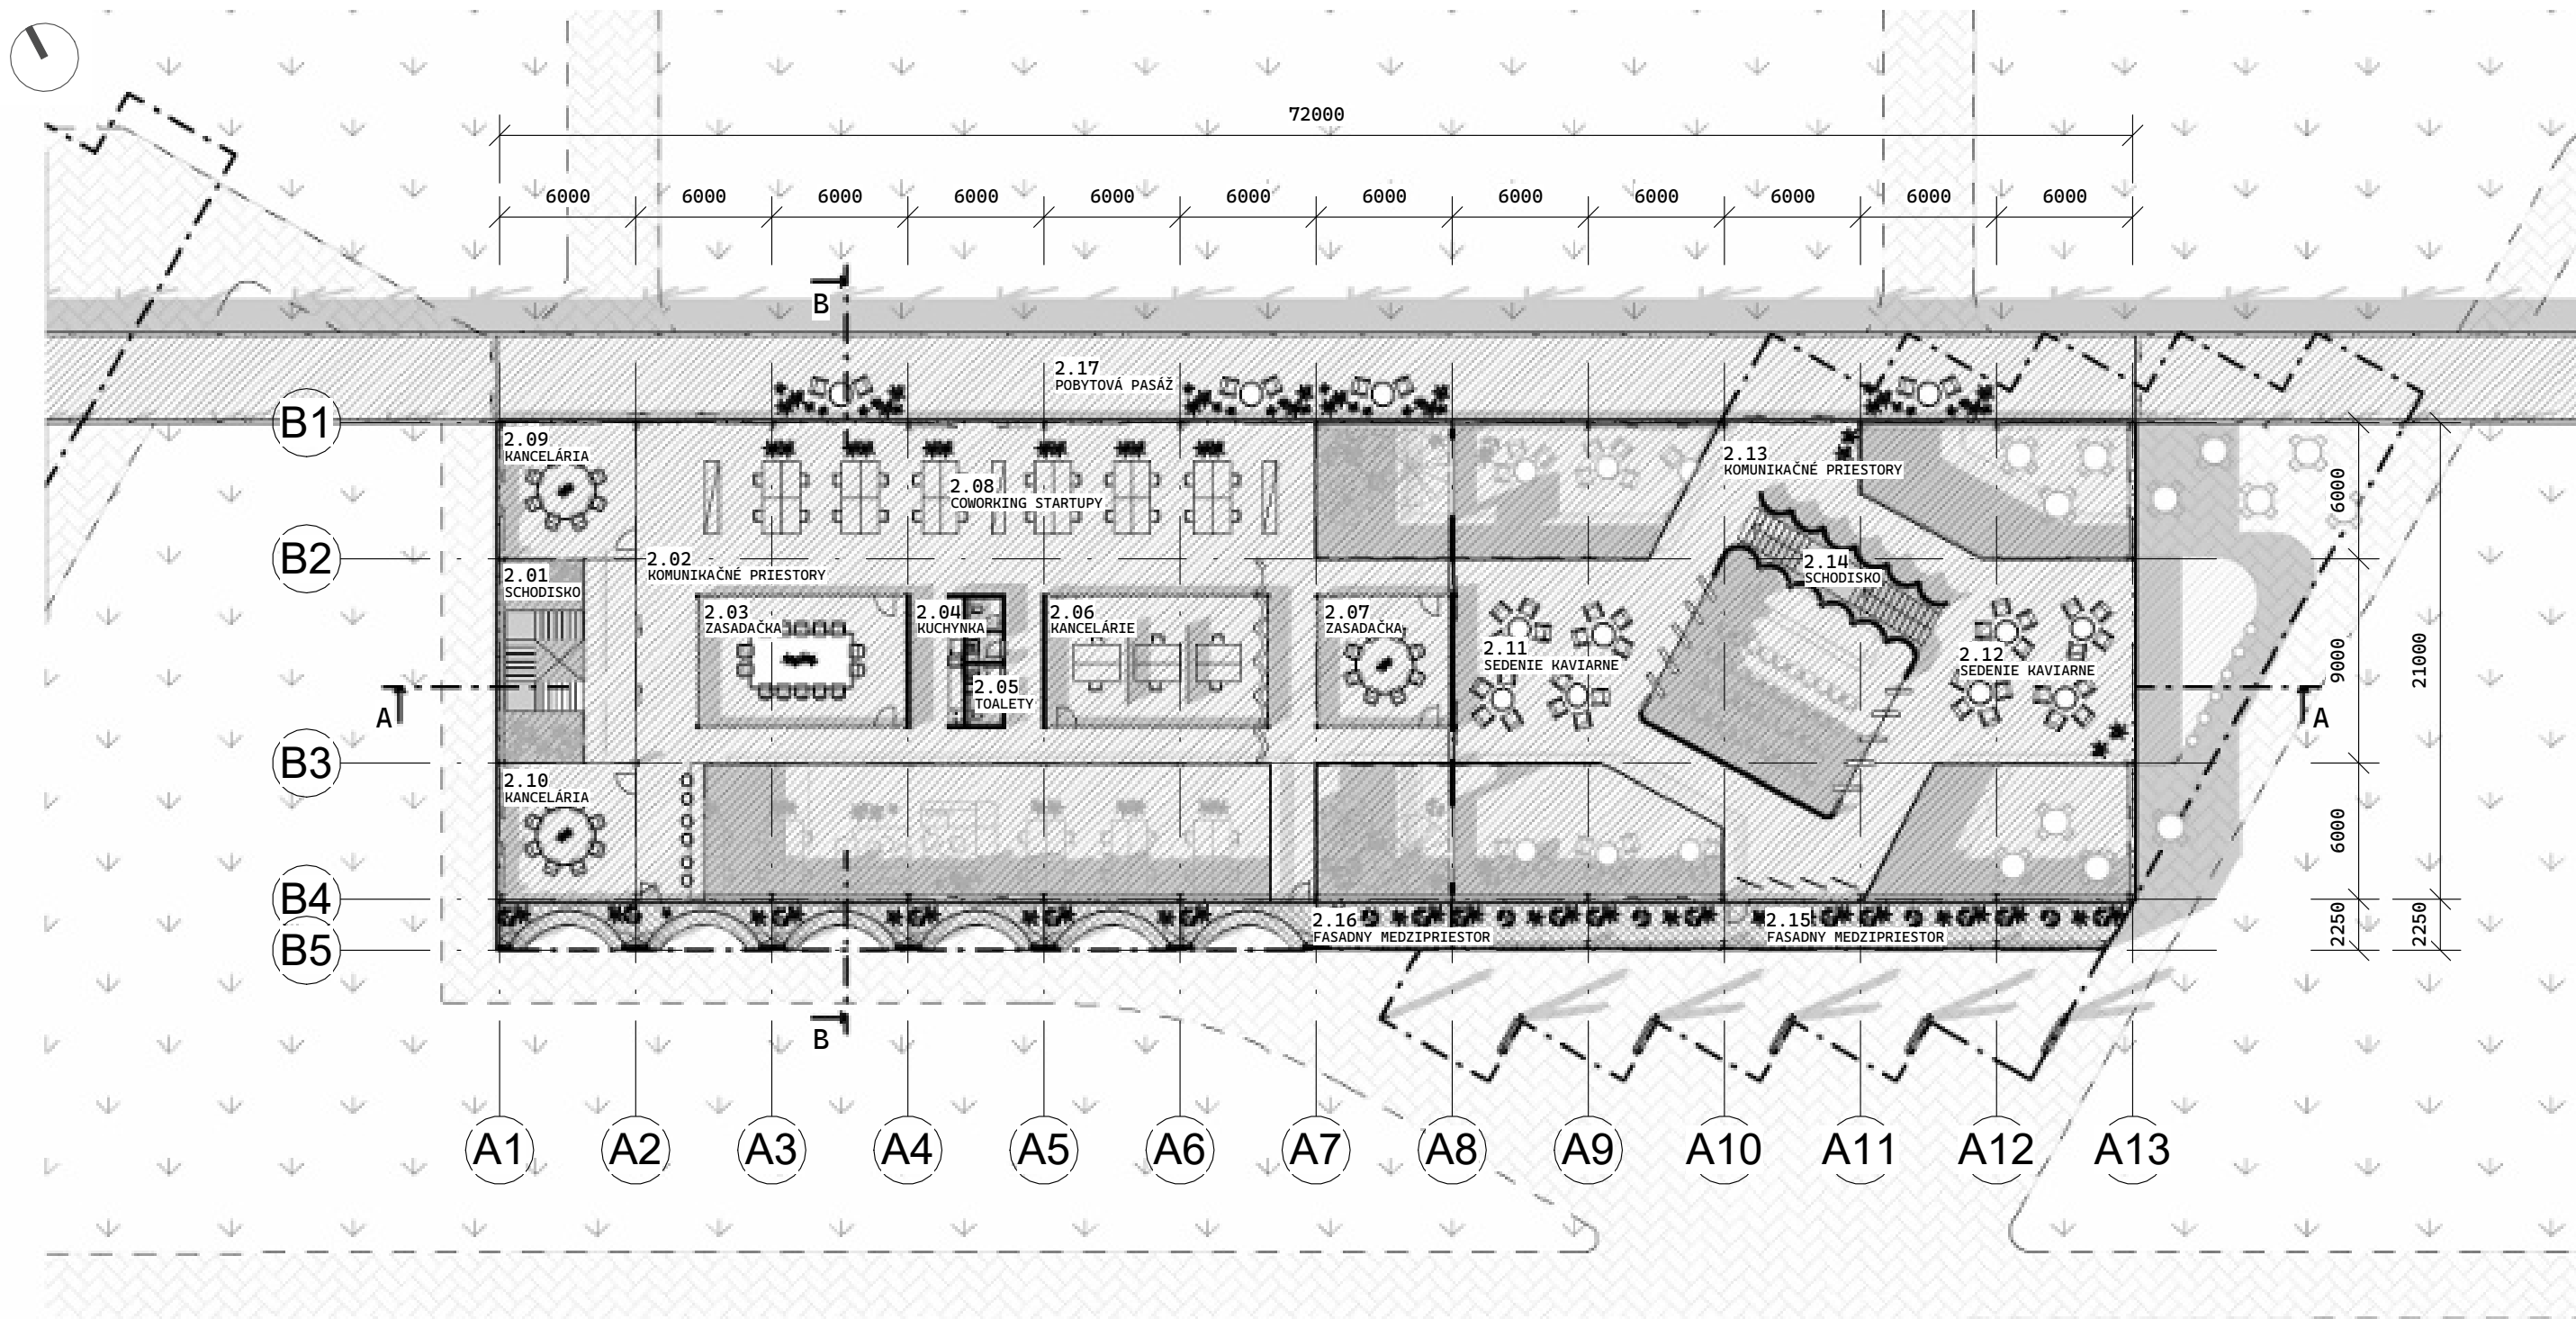 72000
6000 6000 6000 6000 6000 6000 6000 6000 6000 6000 6000 6000
B
2.17
POBYTOVÁ PASÁŽ
B1
2.09
KANCELÁRIA
2.13
KOMUNIKAČNÉ PRIESTORY
6000
2.08
COWORKING STARTUPY
B2
2.02
KOMUNIKAČNÉ PRIESTORY
2.01
SCHODISKO
2.14
SCHODISKO
2.03
ZASADAČKA
2.04
KUCHYNKA
2.06
KANCELÁRIE
2.07
ZASADAČKA
2.11
SEDENIE KAVIARNE
2.12
SEDENIE KAVIARNE
9000
21000
2.05
TOALETY
A
A
B3
2.10
KANCELÁRIA
6000
B4
2.16
FASADNY MEDZIPRIESTOR
2.15
FASADNY MEDZIPRIESTOR
2250
2250
B5
B
A1 A2 A3 A4 A5 A6 A7 A8 A9 A10 A11 A12 A13